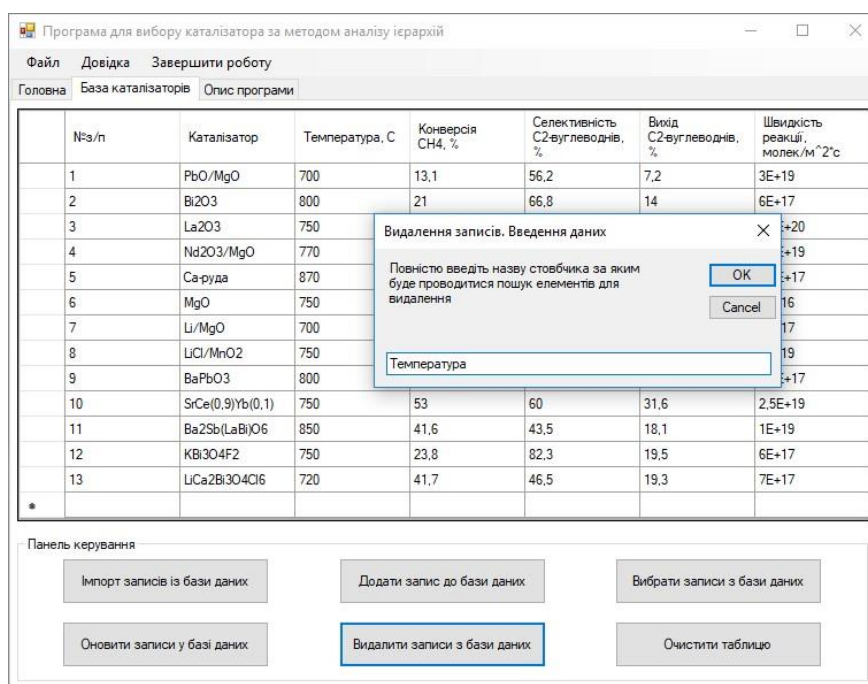 Програма для вибору каталізатора за методом аналізу ієрархій
Файл Довідка Завершити роботу
Головна База каталізаторів Опис програми
№з/п Каталізатор Температура, С Конверсія CH4, % Селективність C2-вуглеводнів, % Вихід C2-вуглеводнів, % Швидкість реакції, молек/м^2*с
1 PbO/MgO 700 13,1 56,2 7,2 3E+19
2 Bi2O3 800 21 66,8 14 6E+17
3 La2O3 750 E+20
4 Nd2O3/MgO 770 E+19
5 Ca-руда 870 E+17
6 MgO 750 16
7 Li/MgO 700 17
8 LiCl/MnO2 750 19
9 BaPbO3 800 E+17
10 SrCe(0,9)Yb(0,1) 750 53 60 31,6 2,5E+19
11 Ba2Sb(LaBi)O6 850 41,6 43,5 18,1 1E+19
12 KBi3O4F2 750 23,8 82,3 19,5 6E+17
13 LiCa2Bi3O4Cl6 720 41,7 46,5 19,3 7E+17
Видалення записів. Введення даних
Повністю введіть назву стовбчика за яким
буде проводитися пошук елементів для
видалення
OK
Cancel
Температура
Панель керування
Імпорт записів із бази даних Додати запис до бази даних Вибрати записи з бази даних
Оновити записи у базі даних Видалити записи з бази даних Очистити таблицю